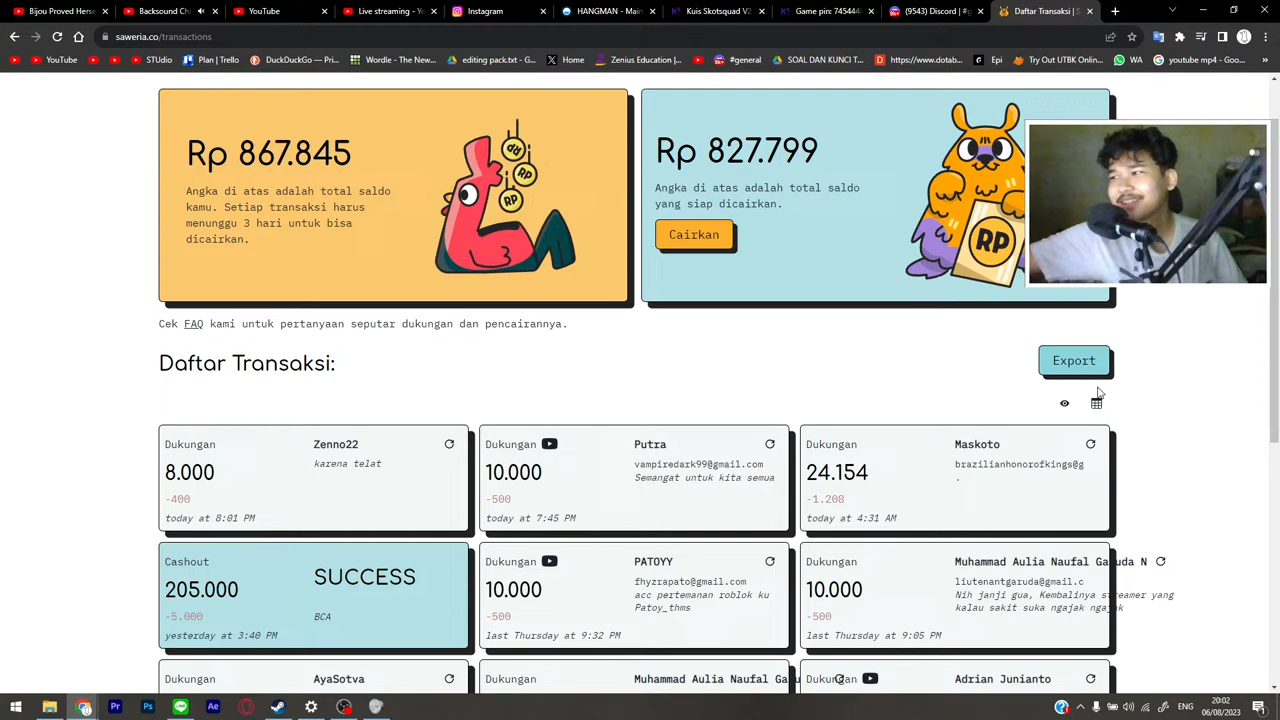 Bijou Proved Hers
Backsound Ch
YouTube
Live streaming - Yo
Instagram
HANGMAN - Main
Kuis Skotsquad V2
Game pin: 7454448
(9543) Discord | #g
Daftar Transaksi | S
saweria.co/transactions
YouTube
STUdio
Plan | Trello
DuckDuckGo — Pri...
Wordle - The New...
editing pack.txt - G...
Home
Zenius Education |...
#general
SOAL DAN KUNCI T...
https://www.dotab...
Epi
Try Out UTBK Onli...
WA
youtube mp4 - Goo...
Rp 867.845
Angka di atas adalah total saldo
kamu. Setiap transaksi harus
menunggu 3 hari untuk bisa
dicairkan.
RP
RP
RP
Rp 827.799
Angka di atas adalah total saldo
yang siap dicairkan.
Cairkan
RP
Cek FAQ kami untuk pertanyaan seputar dukungan dan pencairannya.
Daftar Transaksi:
Export
Dukungan
Zenno22
8.000
karena telat
-400
today at 8:01 PM
Dukungan
Putra
10.000
vampiredark99@gmail.com
Semangat untuk kita semua
-500
today at 7:45 PM
Dukungan
Maskoto
24.154
brazilianhonorofkings@g
.
-1.208
today at 4:31 AM
Cashout
205.000
SUCCESS
-5.000
BCA
yesterday at 3:40 PM
Dukungan
PATOYY
10.000
fhyzrapato@gmail.com
acc pertemanan roblok ku
Patoy_thms
-500
last Thursday at 9:32 PM
Dukungan
Muhammad Aulia Naufal Garuda N
10.000
liutenantgaruda@gmail.c
Nih janji gua, Kembalinya streamer yang
kalau sakit suka ngajak ngajak
-500
last Thursday at 9:05 PM
Dukungan
AyaSotva
Dukungan
Muhammad Aulia Naufal Garu
Dukungan
Adrian Junianto
ENG
20:02
06/08/2023